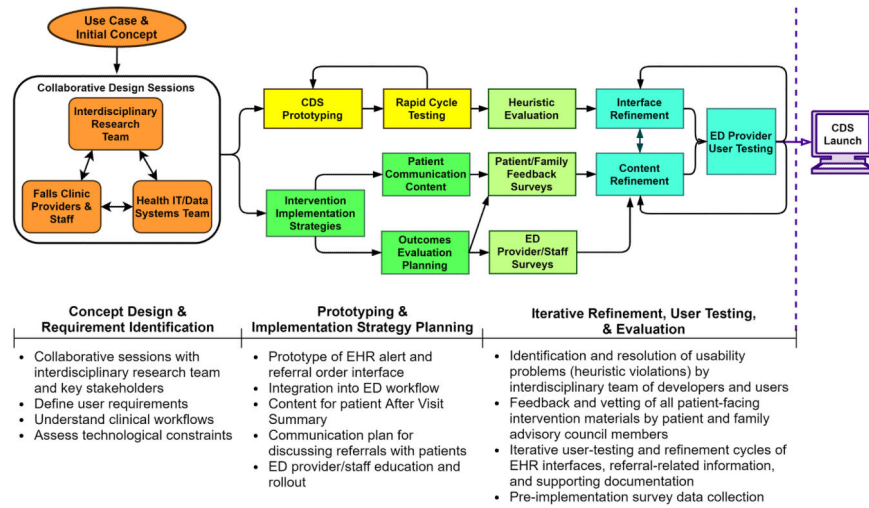 Use Case &
Initial Concept
Collaborative Design Sessions
Interdisciplinary
Research
Team
Falls Clinic
Providers &
Staff
Health IT/Data
Systems Team
CDS
Prototyping
Rapid Cycle
Testing
Heuristic
Evaluation
Interface
Refinement
ED Provider
User Testing
CDS
Launch
Patient
Communication
Content
Patient/Family
Feedback
Surveys
Content
Refinement
Intervention
Implementation
Strategies
Outcomes
Evaluation
Planning
ED
Provider/Staff
Surveys
Concept Design &
Requirement Identification
• Collaborative sessions with
interdisciplinary research team
and key stakeholders
• Define user requirements
• Understand clinical workflows
• Assess technological constraints
Prototyping &
Implementation Strategy Planning
• Prototype of EHR alert and
referral order interface
• Integration into ED workflow
• Content for patient After Visit
Summary
• Communication plan for
discussing referrals with patients
• ED provider/staff education and
rollout
Iterative Refinement, User Testing,
& Evaluation
• Identification and resolution of usability
problems (heuristic violations) by
interdisciplinary team of developers and users
• Feedback and vetting of all patient-facing
intervention materials by patient and family
advisory council members
• Iterative user-testing and refinement cycles of
EHR interfaces, referral-related information,
and supporting documentation
• Pre-implementation survey data collection